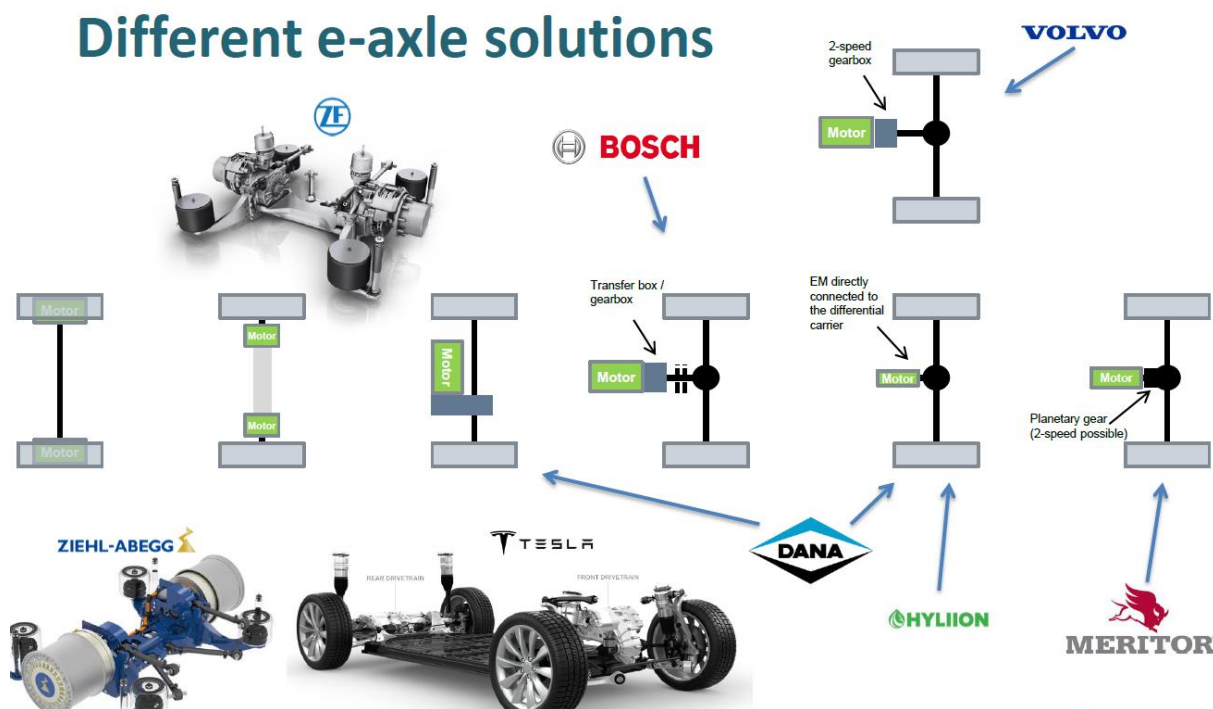 Different e-axle solutions
VOLVO
2-speed
gearbox
Motor
ZF
BOSCH
Motor
Motor
Motor
Motor
Motor
Transfer box /
gearbox
Motor
EM directly
connected to
the differential
carrier
Motor
Motor
Planetary gear
(2-speed possible)
ZIEHL-ABEGG
TESLA
REAR DRIVETRAIN
FRONT DRIVETRAIN
DANA
HYLIION
MERITOR